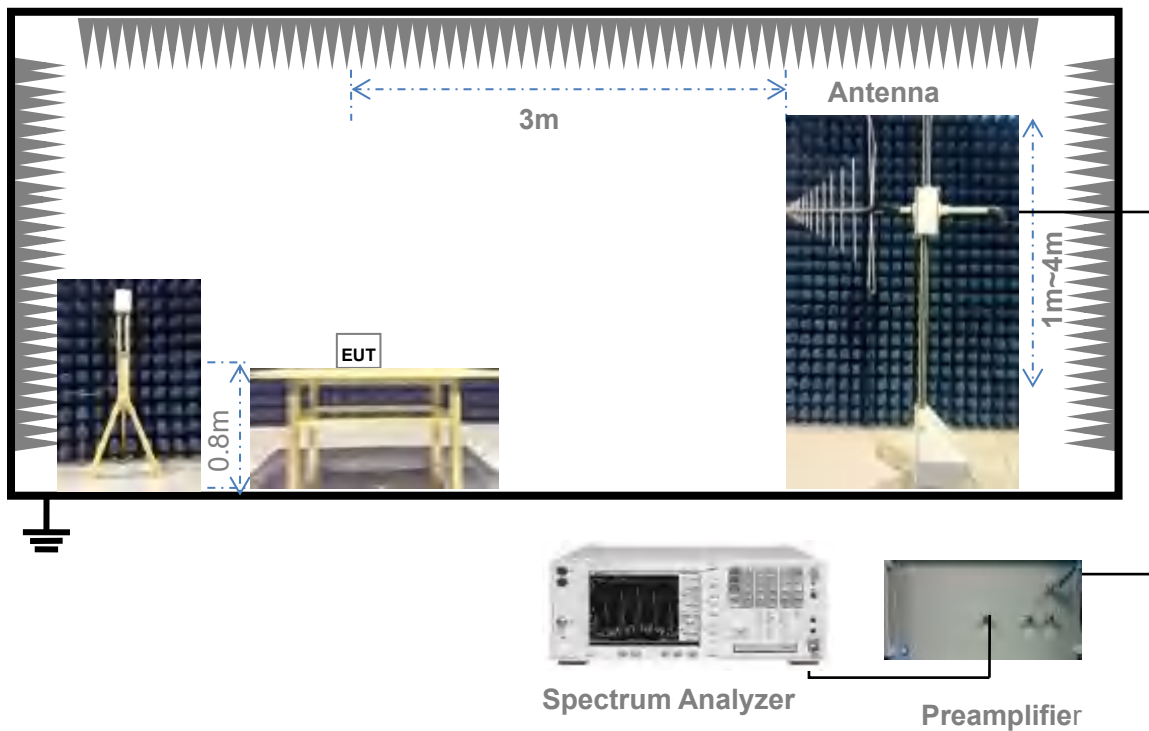 Antenna
3m
1m~4m
EUT
0.8m
Spectrum Analyzer
Preamplifier